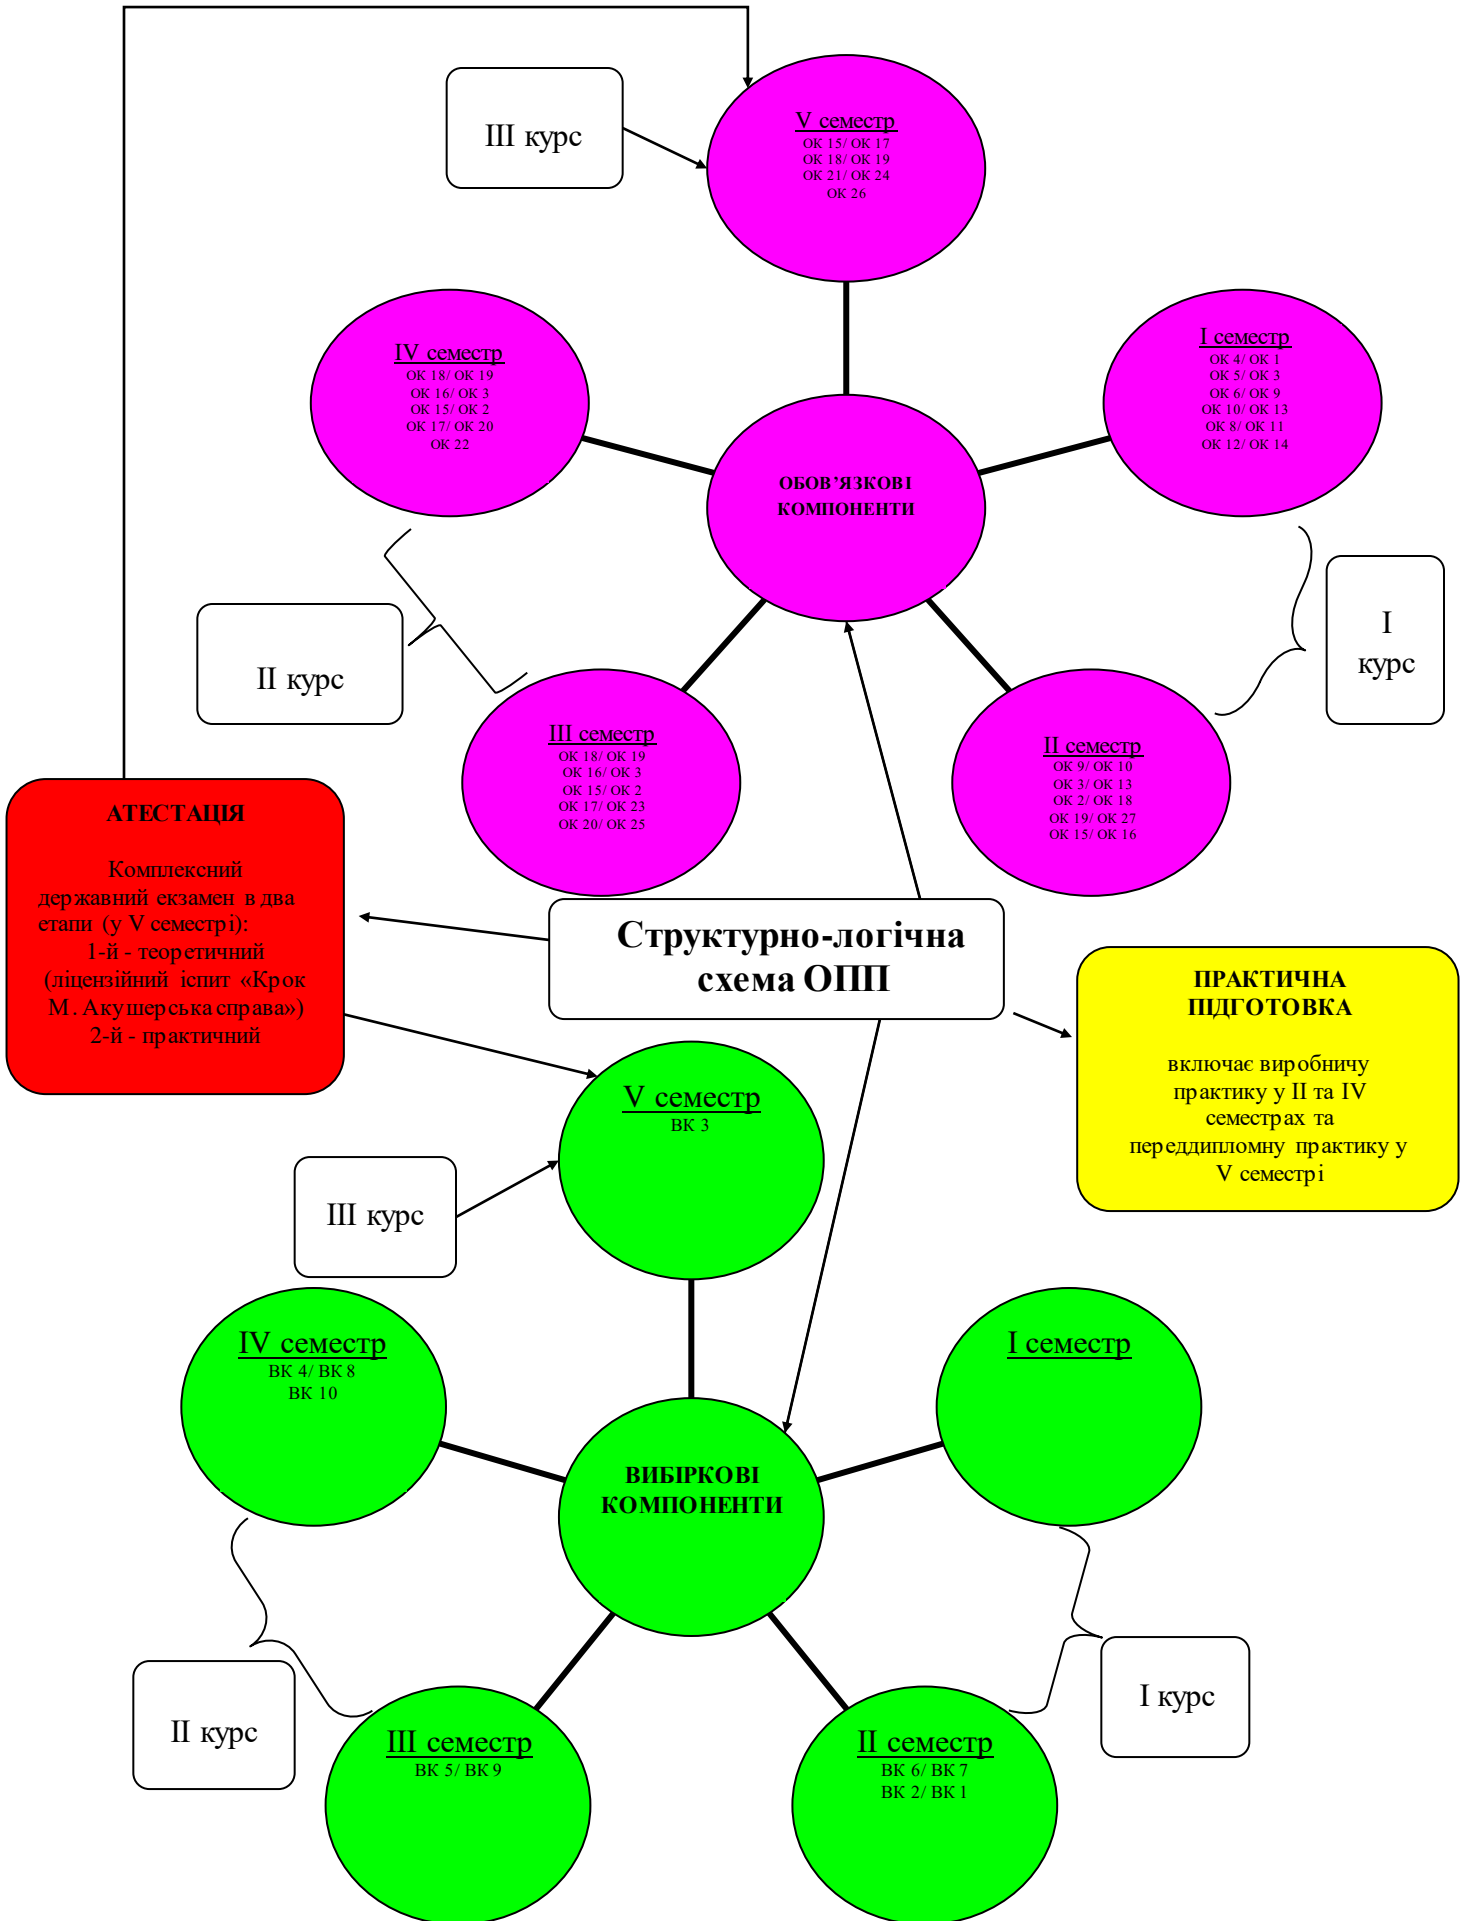 III курс
V семестр
ОК 15/ ОК 17
ОК 18/ ОК 19
ОК 21/ ОК 24
ОК 26
IV семестр
ОК 18/ ОК 19
ОК 16/ ОК 3
ОК 15/ ОК 2
ОК 17/ ОК 20
ОК 22
I семестр
ОК 4/ ОК 1
ОК 5/ ОК 3
ОК 6/ ОК 9
ОК 10/ ОК 13
ОК 8/ ОК 11
ОК 12/ ОК 14
ОБОВ’ЯЗКОВІ
КОМПОНЕНТИ
II курс
I
курс
III семестр
ОК 18/ ОК 19
ОК 16/ ОК 3
ОК 15/ ОК 2
ОК 17/ ОК 23
ОК 20/ ОК 25
II семестр
ОК 9/ ОК 10
ОК 3/ ОК 13
ОК 2/ ОК 18
ОК 19/ ОК 27
ОК 15/ ОК 16
АТЕСТАЦІЯ
Комплексний
державний екзамен в два
етапи (у V семестрі):
1-й - теоретичний
(ліцензійний іспит «Крок
М. Акушерська справа»)
2-й - практичний
Структурно-логічна
схема ОПП
ПРАКТИЧНА
ПІДГОТОВКА
включає виробничу
практику у II та IV
семестрах та
переддипломну практику у
V семестрі
V семестр
ВК 3
III курс
IV семестр
ВК 4/ ВК 8
ВК 10
I семестр
ВИБІРКОВІ
КОМПОНЕНТИ
II курс
I курс
III семестр
ВК 5/ ВК 9
II семестр
ВК 6/ ВК 7
ВК 2/ ВК 1